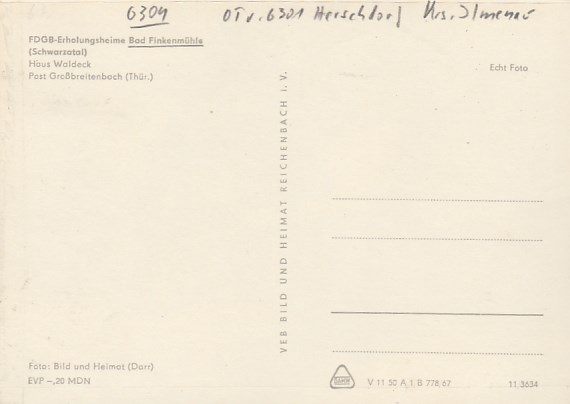 6304 OT v. 6301 Herschdorf Krs. Ilmenau
FDGB-Erholungsheime Bad Finkenmühle
(Schwarzatal)
Haus Waldeck
Post Großbreitenbach (Thür.)
Echt Foto
VEB BILD UND HEIMAT REICHENBACH i. V.
Foto: Bild und Heimat (Darr)
EVP –,20 MDN
V 11 50 A 1 B 778/67
11.3634